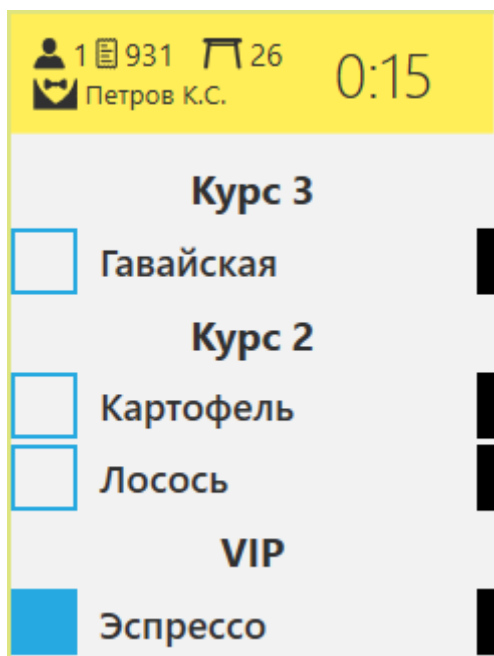 1 931 26
Петров К.С.
0:15
Курс 3
Гавайская
Курс 2
Картофель
Лосось
VIP
Эспрессо